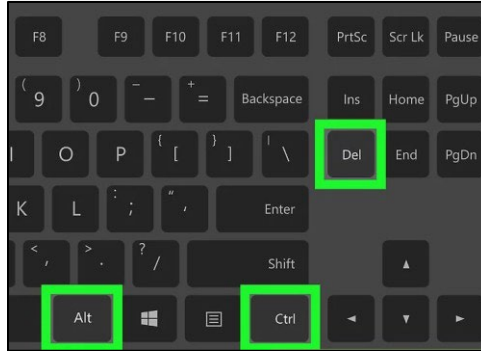 F8 F9 F10 F11 F12 PrtSc Scr Lk Pause
( 9 ) 0 _ - + = Backspace Ins Home PgUp
I O P { [ } ] | \ Del End PgDn
K L : ; " ' Enter
< , > . ? / Shift
Alt Ctrl